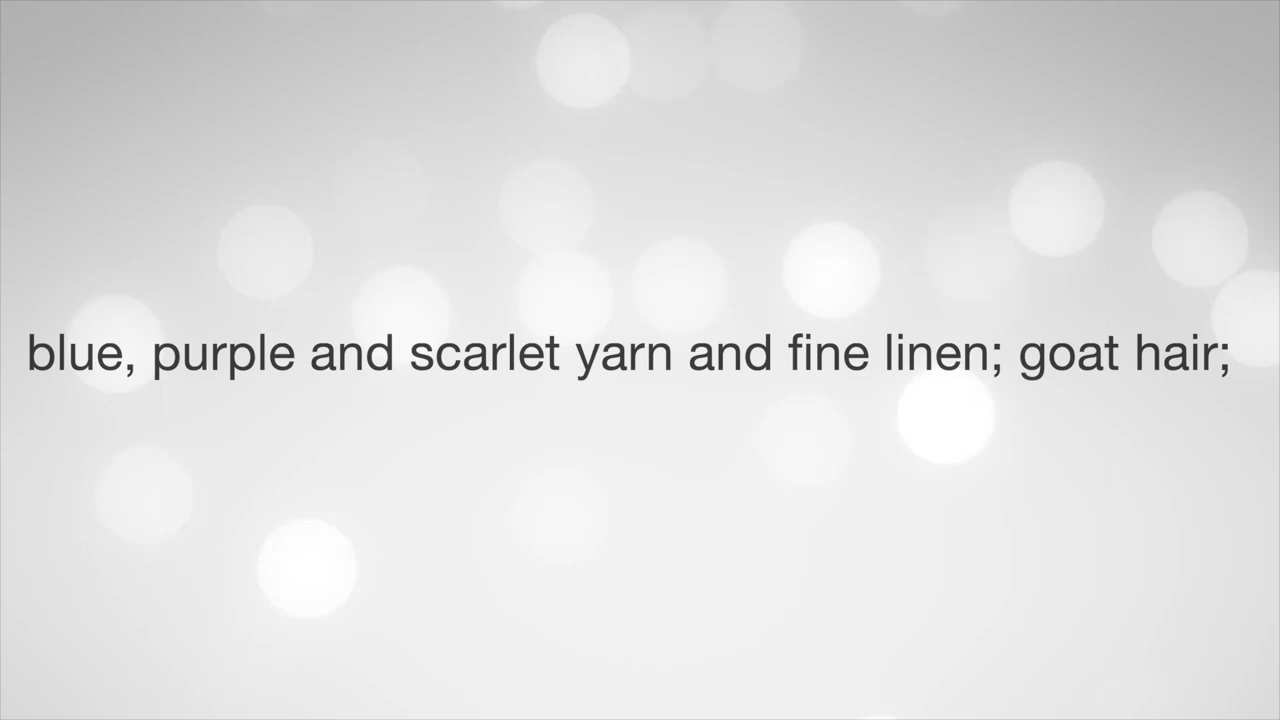 blue, purple and scarlet yarn and fine linen; goat hair;